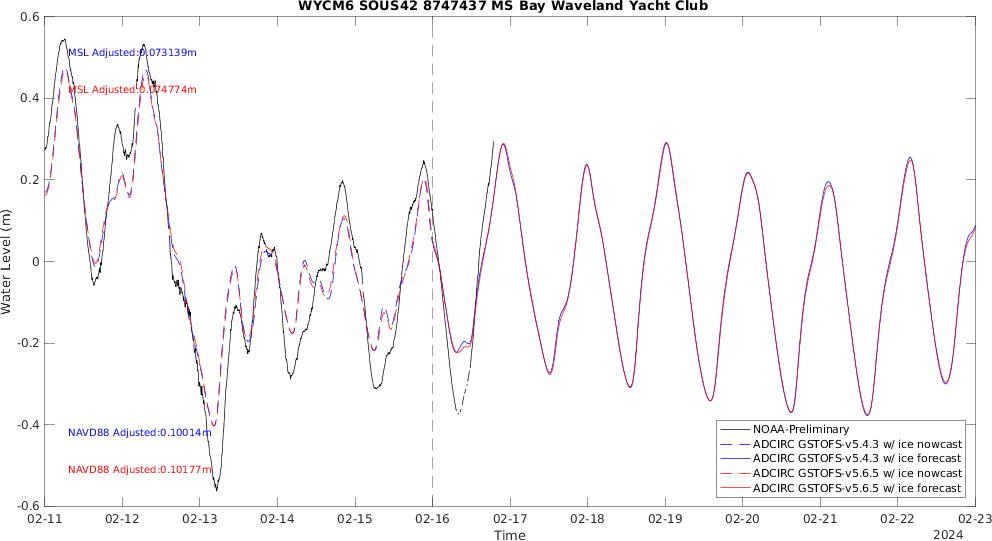 WYCM6 SOUS42 8747437 MS Bay Waveland Yacht Club
0.6
0.4
0.2
0
-0.2
-0.4
-0.6
Water Level (m)
MSL Adjusted:0.073139m
MSL Adjusted:0.074774m
NAVD88 Adjusted:0.10014m
NAVD88 Adjusted:0.10177m
NOAA-Preliminary
ADCIRC GSTOFS-v5.4.3 w/ ice nowcast
ADCIRC GSTOFS-v5.4.3 w/ ice forecast
ADCIRC GSTOFS-v5.6.5 w/ ice nowcast
ADCIRC GSTOFS-v5.6.5 w/ ice forecast
02-11 02-12 02-13 02-14 02-15 02-16 02-17 02-18 02-19 02-20 02-21 02-22 02-23
Time
2024